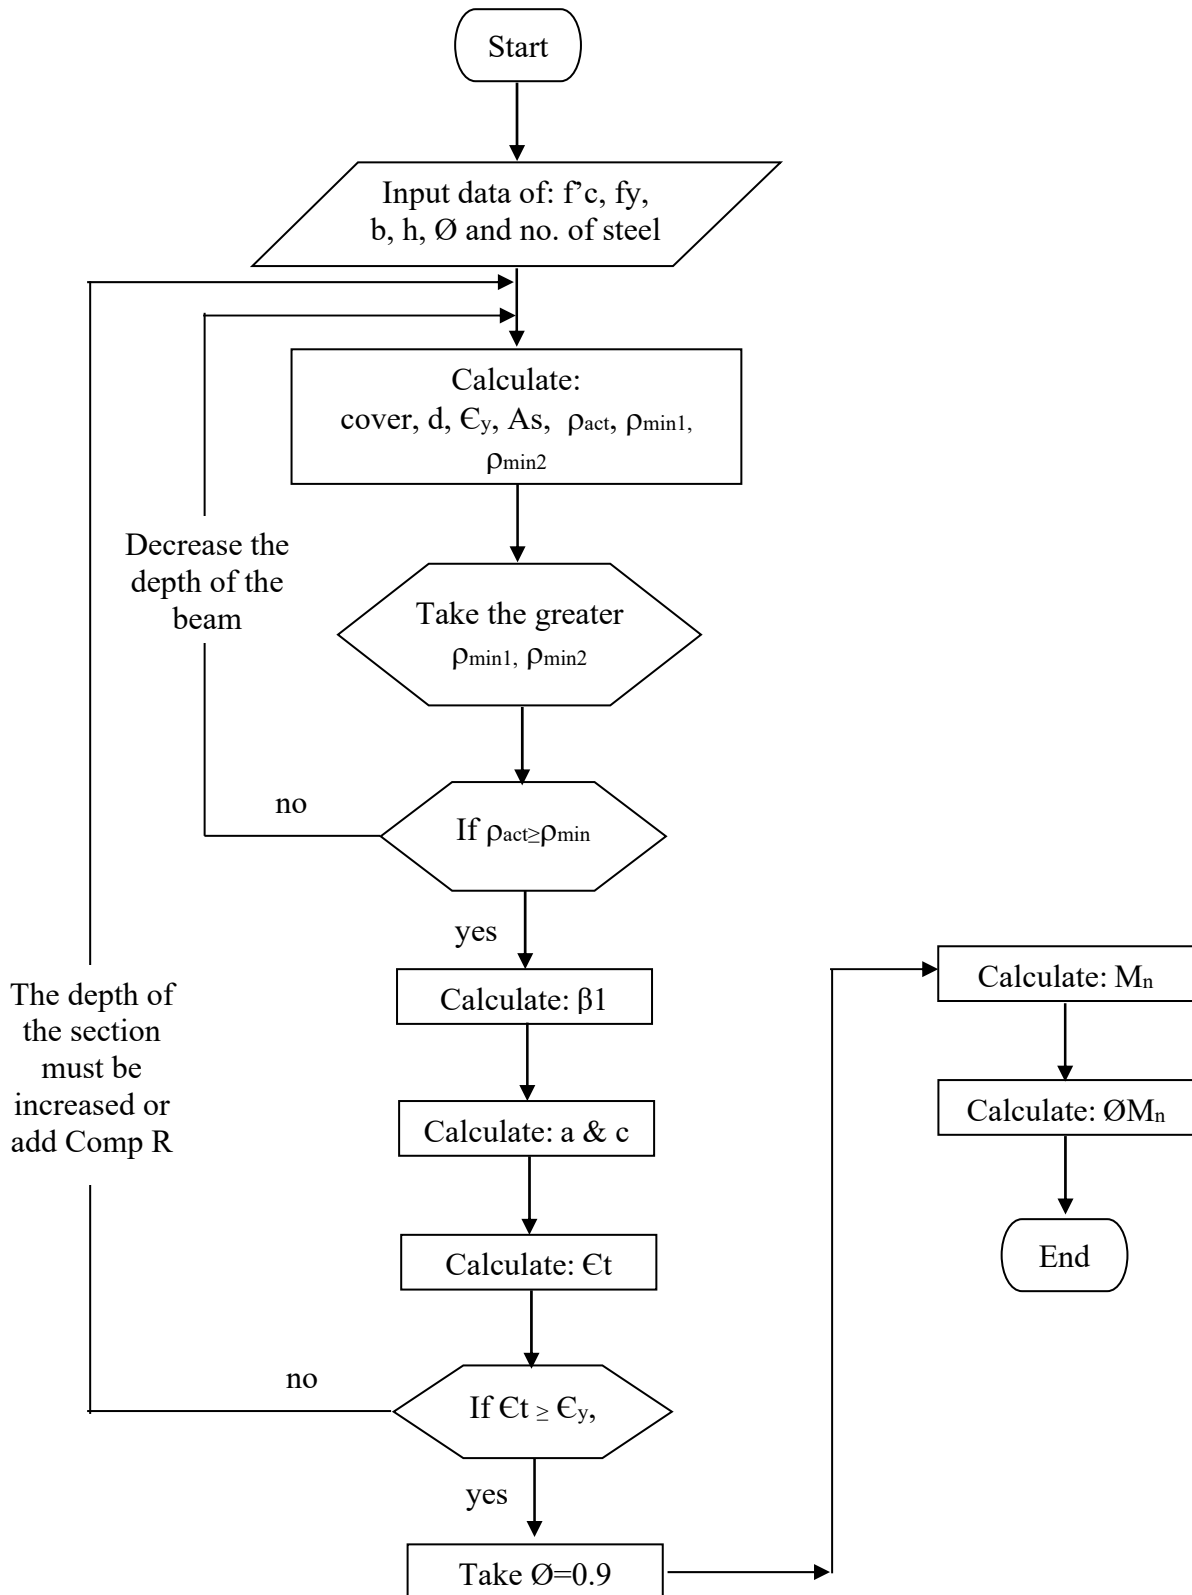 Start
Input data of: f’c, fy,
b, h, Ø and no. of steel
Calculate:
cover, d, Єy, As, ρact, ρmin1,
ρmin2
Decrease the
depth of the
beam
Take the greater
ρmin1, ρmin2
no
If ρact≥ρmin
yes
The depth of
the section
must be
increased or
add Comp R
Calculate: β1
Calculate: a & c
Calculate: Єt
no
If Єt ≥ Єy,
yes
Take Ø=0.9
Calculate: Mn
Calculate: ØMn
End